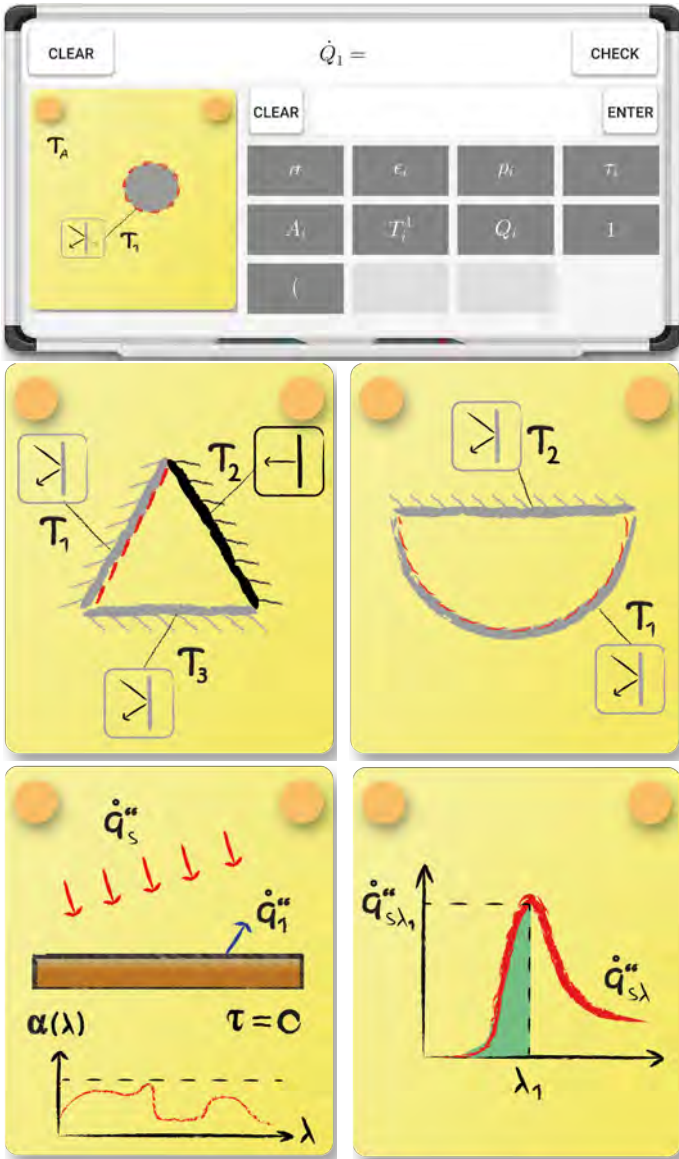 CLEAR Q̇₁ = CHECK
CLEAR ENTER
T_A
T₁
σ ϵᵢ ρᵢ τᵢ
Aᵢ Tᵢ⁴ Qᵢ 1
(
T₂
T₁
T₃
T₂
T₁
q̇″ₛ
q̇″₁
α(λ) τ = 0
λ
q̇″ₛλ₁
q̇″ₛλ
λ₁